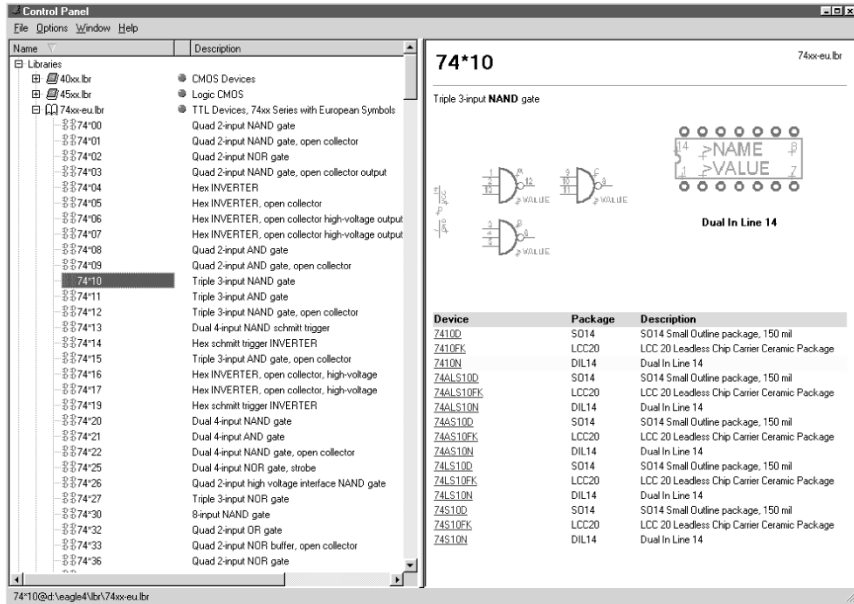 Control Panel
File Options Window Help
Name Description
Libraries
40xx.lbr CMOS Devices
45xx.lbr Logic CMOS
74xx-eu.lbr TTL Devices, 74xx Series with European Symbols
74*00 Quad 2-input NAND gate
74*01 Quad 2-input NAND gate, open collector
74*02 Quad 2-input NOR gate
74*03 Quad 2-input NAND gate, open collector output
74*04 Hex INVERTER
74*05 Hex INVERTER, open collector
74*06 Hex INVERTER, open collector high-voltage output
74*07 Hex INVERTER, open collector high-voltage output
74*08 Quad 2-input AND gate
74*09 Quad 2-input AND gate, open collector
74*10 Triple 3-input NAND gate
74*11 Triple 3-input AND gate
74*12 Triple 3-input NAND gate, open collector
74*13 Dual 4-input NAND schmitt trigger
74*14 Hex schmitt trigger INVERTER
74*15 Triple 3-input AND gate, open collector
74*16 Hex INVERTER, open collector, high-voltage
74*17 Hex INVERTER, open collector, high-voltage
74*19 Hex schmitt trigger INVERTER
74*20 Dual 4-input NAND gate
74*21 Dual 4-input AND gate
74*22 Dual 4-input NAND gate, open collector
74*25 Dual 4-input NOR gate, strobe
74*26 Quad 2-input high voltage interface NAND gate
74*27 Triple 3-input NOR gate
74*30 8-input NAND gate
74*32 Quad 2-input OR gate
74*33 Quad 2-input NOR buffer, open collector
74*36 Quad 2-input NOR gate
74*10@d:\eagle4\lbr\74xx-eu.lbr
74*10 74xx-eu.lbr
Triple 3-input NAND gate
14 >NAME 8
1 >VALUE 7
Dual In Line 14
1 A 9 C
2 12 10 8
13 >VALUE 11 >VALUE
3 B
4 6
5 >VALUE
Device Package Description
7410D SO14 SO14 Small Outline package, 150 mil
7410FK LCC20 LCC 20 Leadless Chip Carrier Ceramic Package
7410N DIL14 Dual In Line 14
74ALS10D SO14 SO14 Small Outline package, 150 mil
74ALS10FK LCC20 LCC 20 Leadless Chip Carrier Ceramic Package
74ALS10N DIL14 Dual In Line 14
74AS10D SO14 SO14 Small Outline package, 150 mil
74AS10FK LCC20 LCC 20 Leadless Chip Carrier Ceramic Package
74AS10N DIL14 Dual In Line 14
74LS10D SO14 SO14 Small Outline package, 150 mil
74LS10FK LCC20 LCC 20 Leadless Chip Carrier Ceramic Package
74LS10N DIL14 Dual In Line 14
74S10D SO14 SO14 Small Outline package, 150 mil
74S10FK LCC20 LCC 20 Leadless Chip Carrier Ceramic Package
74S10N DIL14 Dual In Line 14